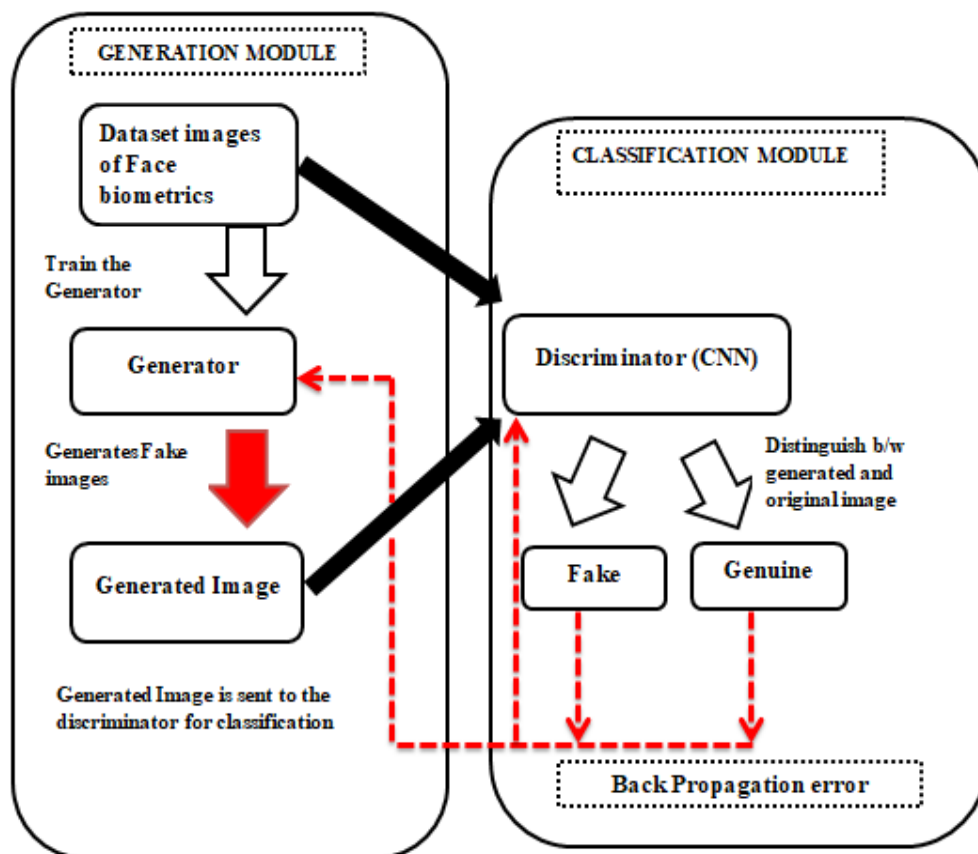 GENERATION MODULE
Dataset images
of Face
biometrics
Train the
Generator
Generator
Generates Fake
images
Generated Image
Generated Image is sent to the
discriminator for classification
CLASSIFICATION MODULE
Discriminator (CNN)
Distinguish b/w
generated and
original image
Fake
Genuine
Back Propagation error